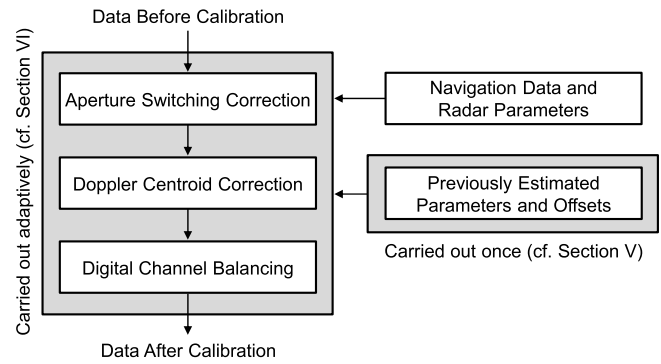 Data Before Calibration
Carried out adaptively (cf. Section VI)
Aperture Switching Correction
Navigation Data and
Radar Parameters
Doppler Centroid Correction
Previously Estimated
Parameters and Offsets
Carried out once (cf. Section V)
Digital Channel Balancing
Data After Calibration